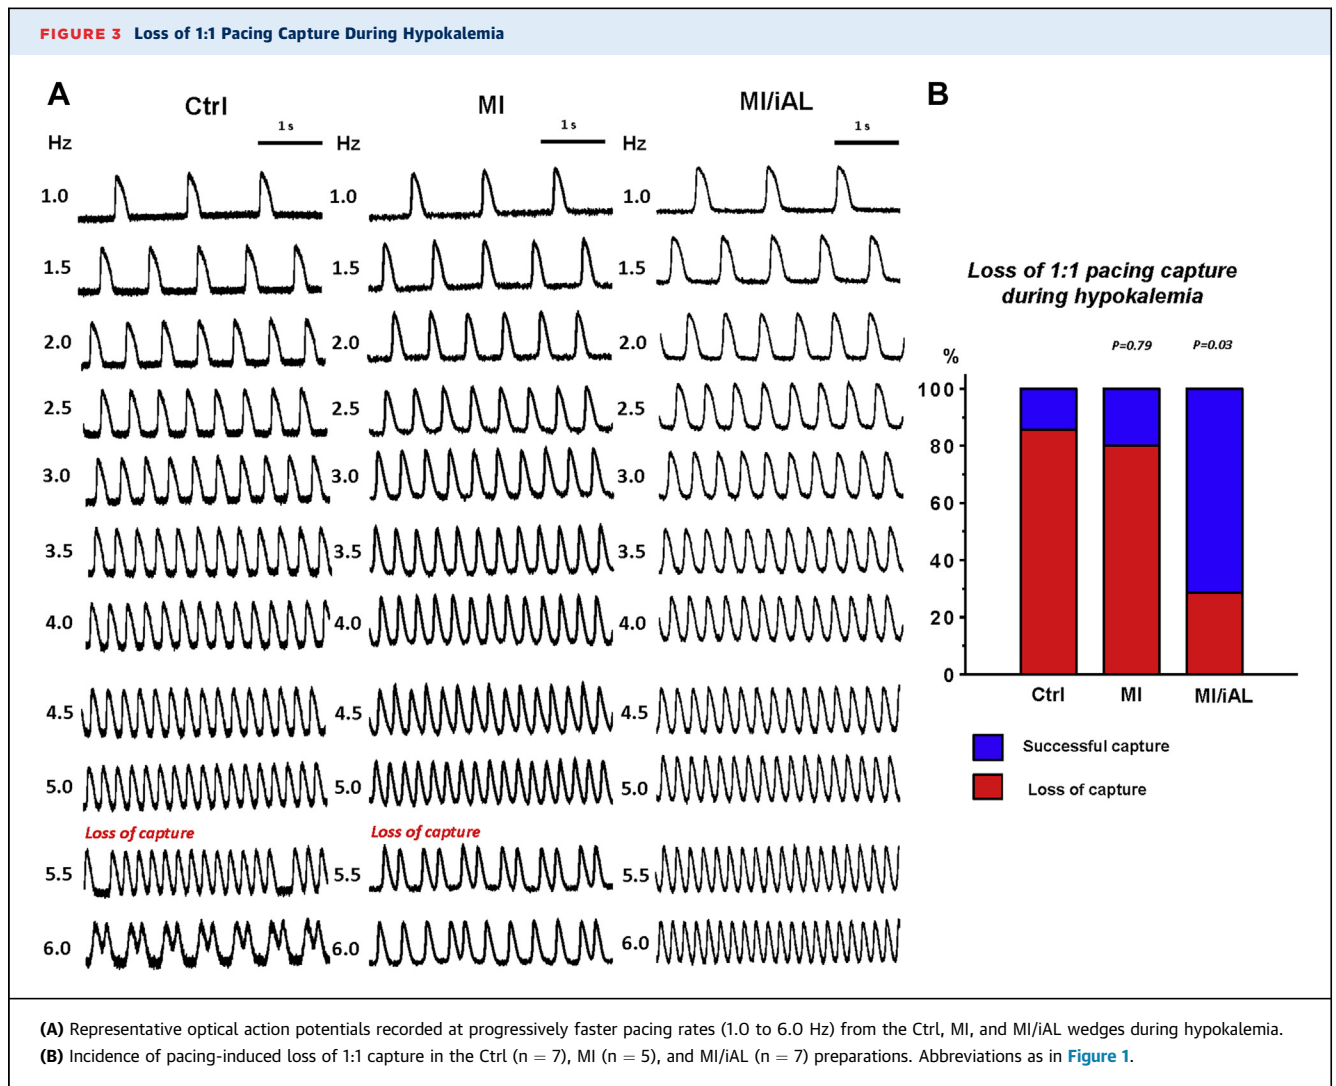 FIGURE 3 Loss of 1:1 Pacing Capture During Hypokalemia
A
Ctrl
MI
MI/iAL
1 s
1 s
1 s
Hz
Hz
Hz
1.0
1.0
1.0
1.5
1.5
1.5
2.0
2.0
2.0
2.5
2.5
2.5
3.0
3.0
3.0
3.5
3.5
3.5
4.0
4.0
4.0
4.5
4.5
4.5
5.0
5.0
5.0
Loss of capture
Loss of capture
5.5
5.5
5.5
6.0
6.0
6.0
B
Loss of 1:1 pacing capture
during hypokalemia
P=0.79
P=0.03
%
100
80
60
40
20
0
Ctrl
MI
MI/iAL
Successful capture
Loss of capture
(A) Representative optical action potentials recorded at progressively faster pacing rates (1.0 to 6.0 Hz) from the Ctrl, MI, and MI/iAL wedges during hypokalemia.
(B) Incidence of pacing-induced loss of 1:1 capture in the Ctrl (n = 7), MI (n = 5), and MI/iAL (n = 7) preparations. Abbreviations as in Figure 1.